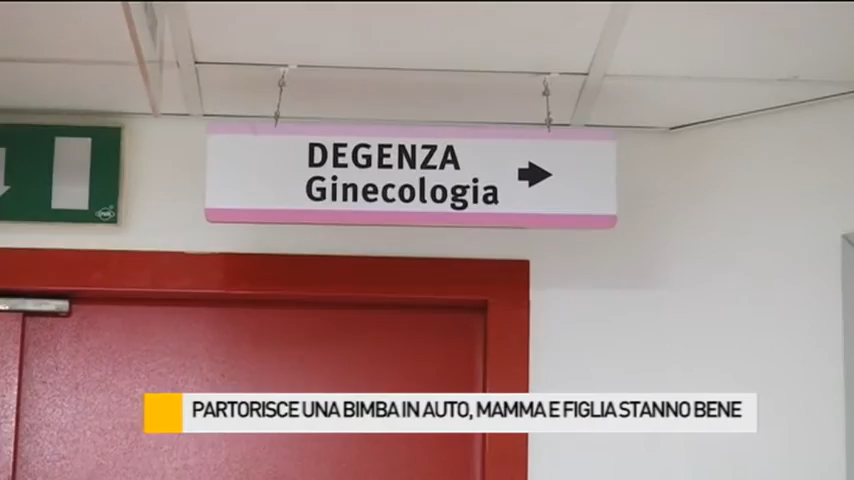 DEGENZA
Ginecologia
PARTORISCE UNA BIMBA IN AUTO, MAMMA E FIGLIA STANNO BENE